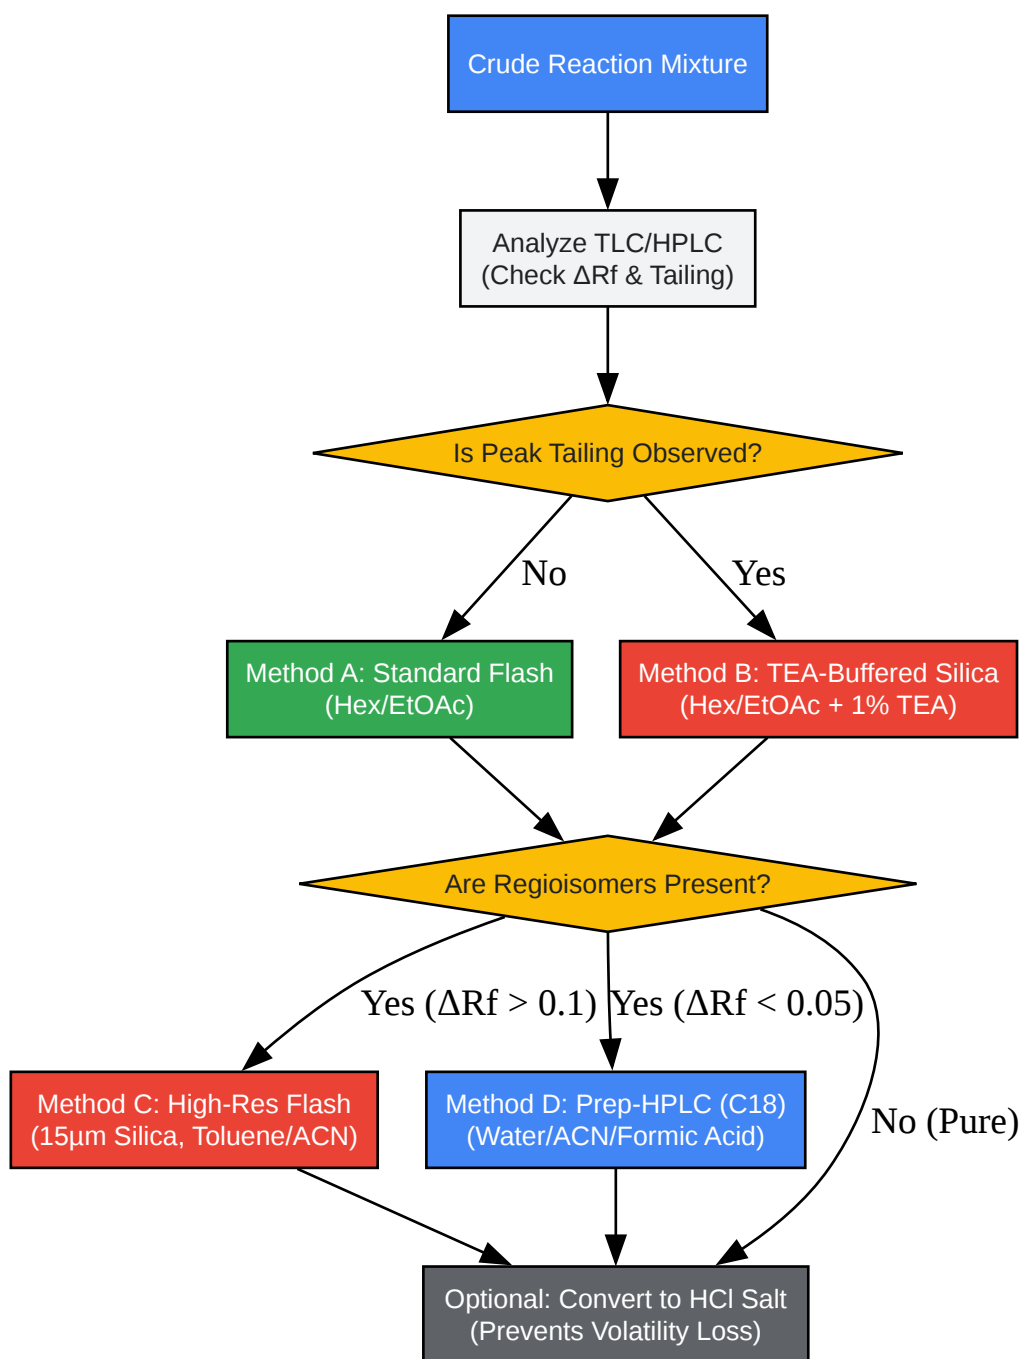 Crude Reaction Mixture
Analyze TLC/HPLC
(Check ΔRf & Tailing)
Is Peak Tailing Observed?
No
Yes
Method A: Standard Flash
(Hex/EtOAc)
Method B: TEA-Buffered Silica
(Hex/EtOAc + 1% TEA)
Are Regioisomers Present?
Yes (ΔRf > 0.1)
Yes (ΔRf < 0.05)
No (Pure)
Method C: High-Res Flash
(15µm Silica, Toluene/ACN)
Method D: Prep-HPLC (C18)
(Water/ACN/Formic Acid)
Optional: Convert to HCl Salt
(Prevents Volatility Loss)